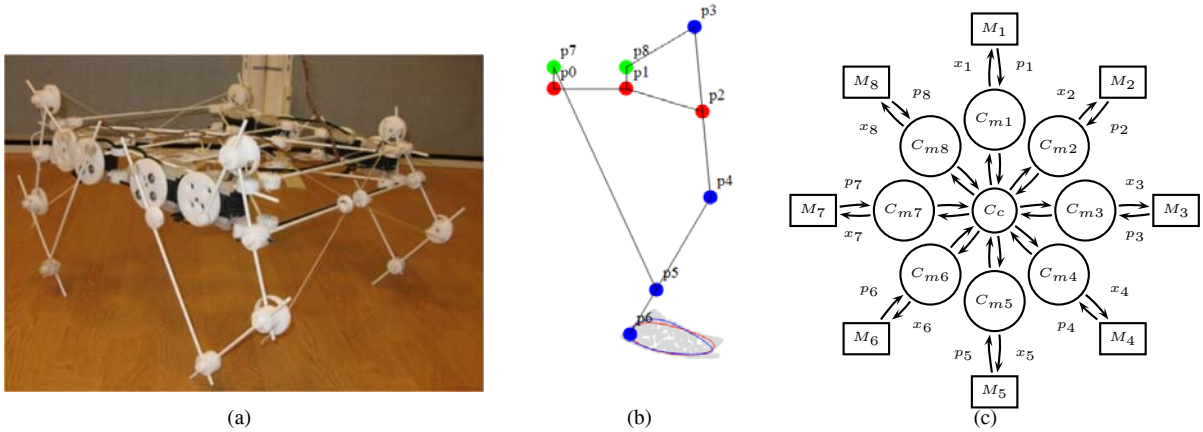 p3
p7
p8
p0
p1
p2
p4
p5
p6
M1
x1
p1
M8
M2
p8
x2
x8
p2
Cm1
Cm8
Cm2
p7
x3
M7
Cm7
Cc
Cm3
M3
x7
p3
Cm6
Cm4
p6
Cm5
x4
x6
p4
M6
M4
p5
x5
M5
(a)
(b)
(c)